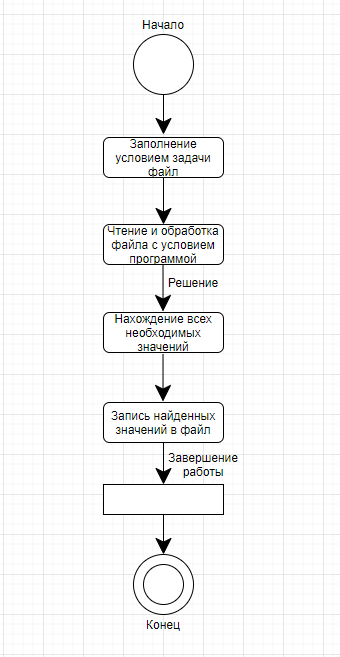 Начало
Заполнение
условием задачи
файл
Чтение и обработка
файла с условием
программой
Решение
Нахождение всех
необходимых
значений
Запись найденных
значений в файл
Завершение
работы
Конец